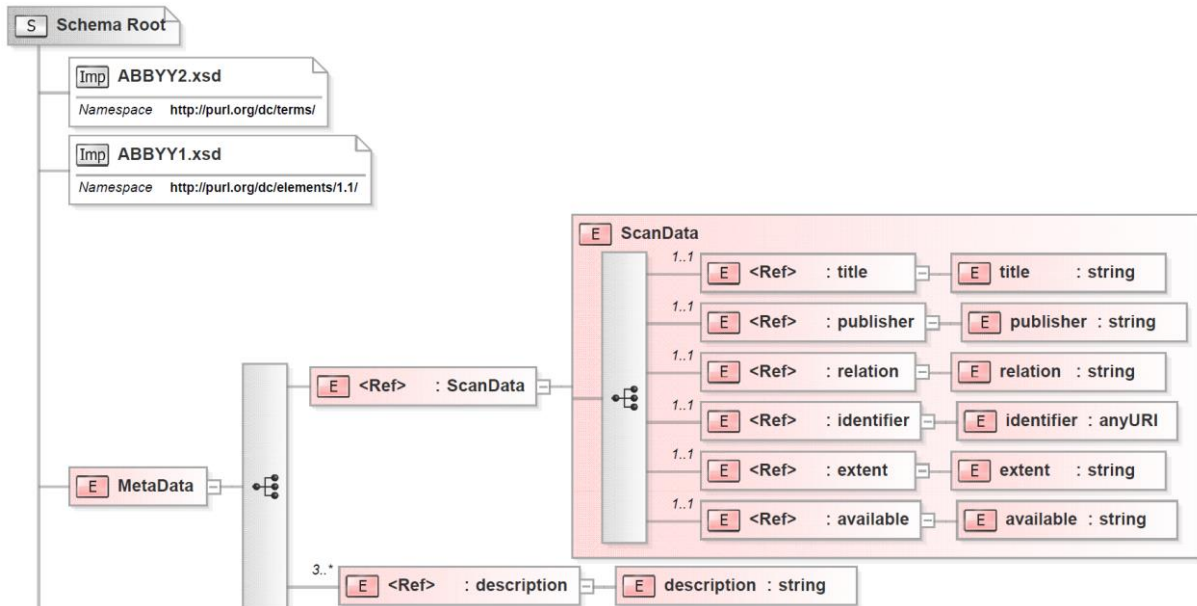 S Schema Root
Imp ABBYY2.xsd
Namespace http://purl.org/dc/terms/
Imp ABBYY1.xsd
Namespace http://purl.org/dc/elements/1.1/
E ScanData
1..1
E <Ref> : title E title : string
1..1
E <Ref> : publisher E publisher : string
1..1
E <Ref> : relation E relation : string
E <Ref> : ScanData
1..1
E <Ref> : identifier E identifier : anyURI
1..1
E <Ref> : extent E extent : string
E MetaData
1..1
E <Ref> : available E available : string
3..*
E <Ref> : description E description : string